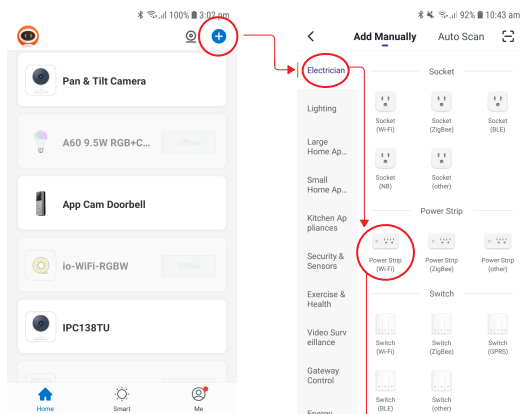 100% 3:02 pm
Pan & Tilt Camera
A60 9.5W RGB+C... Offline
App Cam Doorbell
io-WiFi-RGBW Offline
IPC138TU
Home Smart Me
92% 10:43 am
Add Manually Auto Scan
Electrician
Lighting
Large
Home Ap...
Small
Home Ap...
Kitchen Ap
pliances
Security &
Sensors
Exercise &
Health
Video Surv
eillance
Gateway
Control
Energy
Socket
Socket Socket Socket
(Wi-Fi) (ZigBee) (BLE)
Socket Socket
(NB) (other)
Power Strip
Power Strip Power Strip Power Strip
(Wi-Fi) (ZigBee) (other)
Switch
Switch Switch Switch
(Wi-Fi) (ZigBee) (GPRS)
Switch Switch
(BLE) (other)